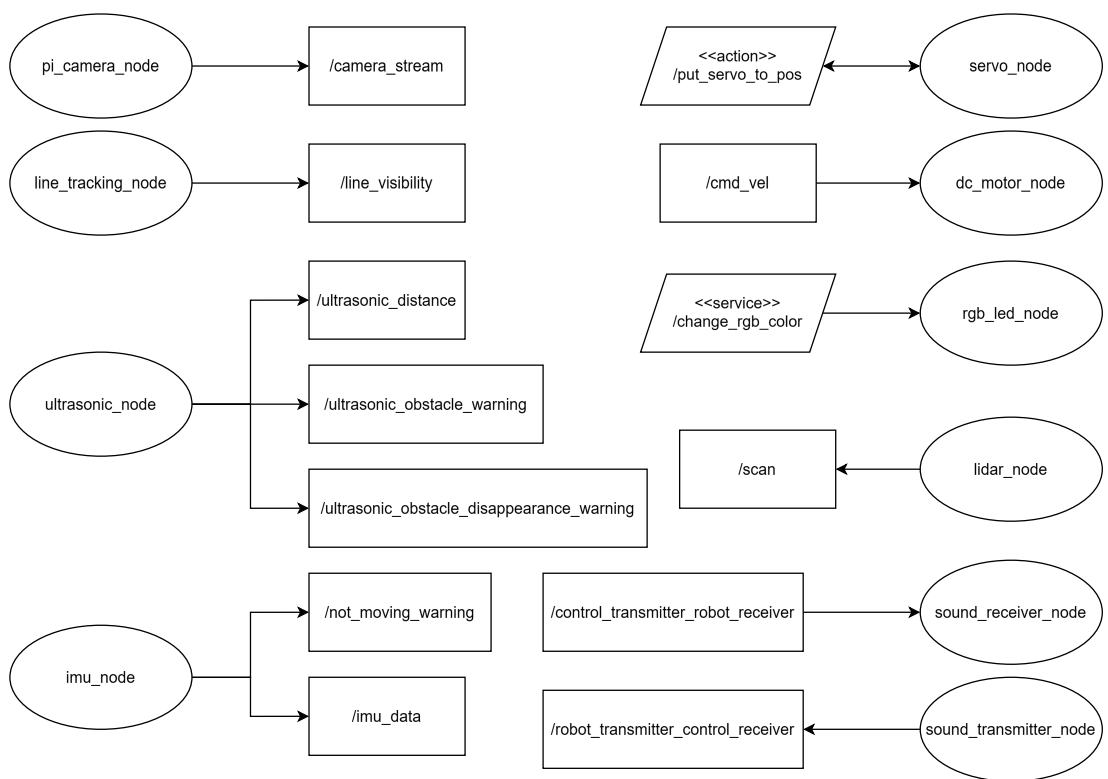 pi_camera_node
/camera_stream
<<action>>
/put_servo_to_pos
servo_node
line_tracking_node
/line_visibility
/cmd_vel
dc_motor_node
/ultrasonic_distance
<<service>>
/change_rgb_color
rgb_led_node
ultrasonic_node
/ultrasonic_obstacle_warning
/scan
lidar_node
/ultrasonic_obstacle_disappearance_warning
/not_moving_warning
/control_transmitter_robot_receiver
sound_receiver_node
imu_node
/imu_data
/robot_transmitter_control_receiver
sound_transmitter_node